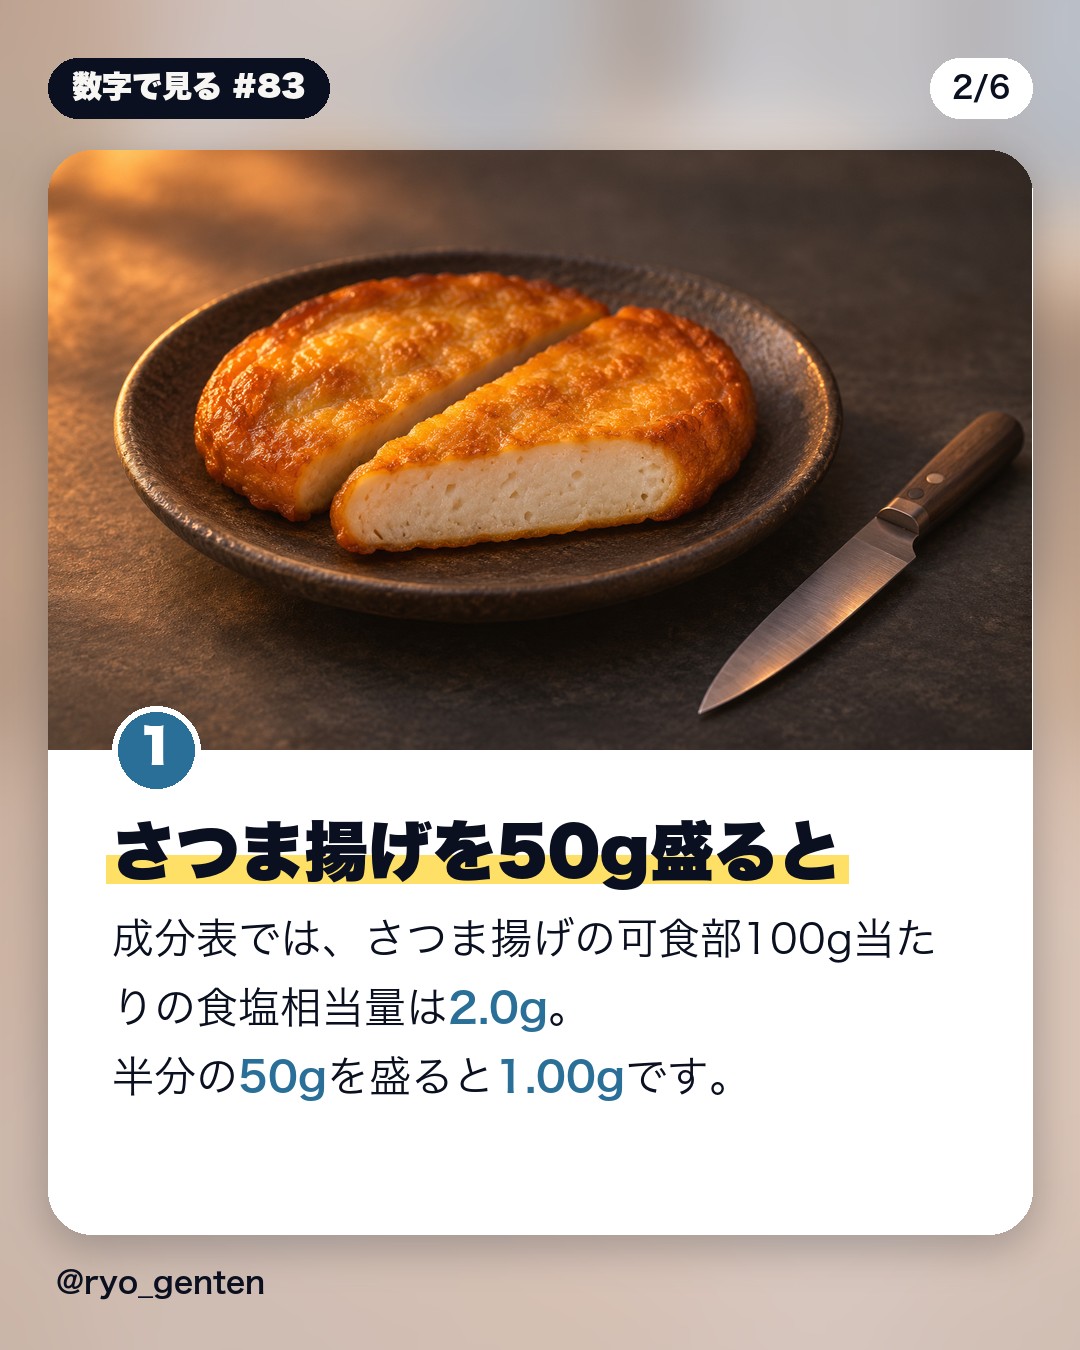 数字で見る #83
2/6
1
さつま揚げを50g盛ると
成分表では、さつま揚げの可食部100g当た
りの食塩相当量は2.0g。
半分の50gを盛ると1.00gです。
@ryo_genten